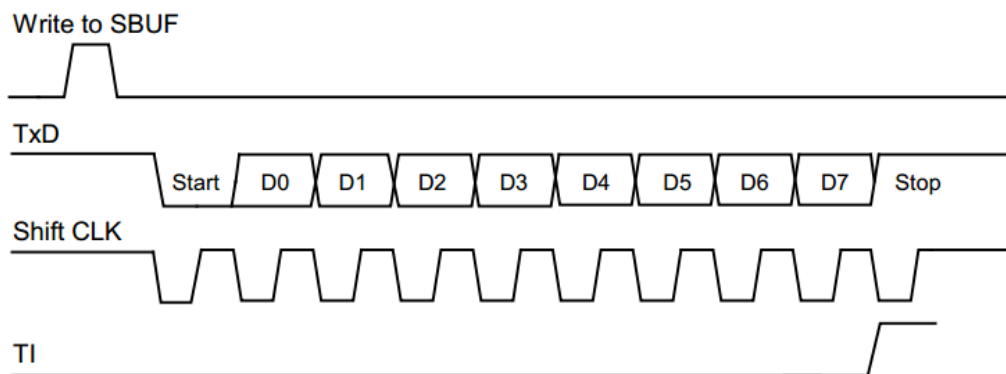 Write to SBUF
TxD
Start D0 D1 D2 D3 D4 D5 D6 D7 Stop
Shift CLK
TI